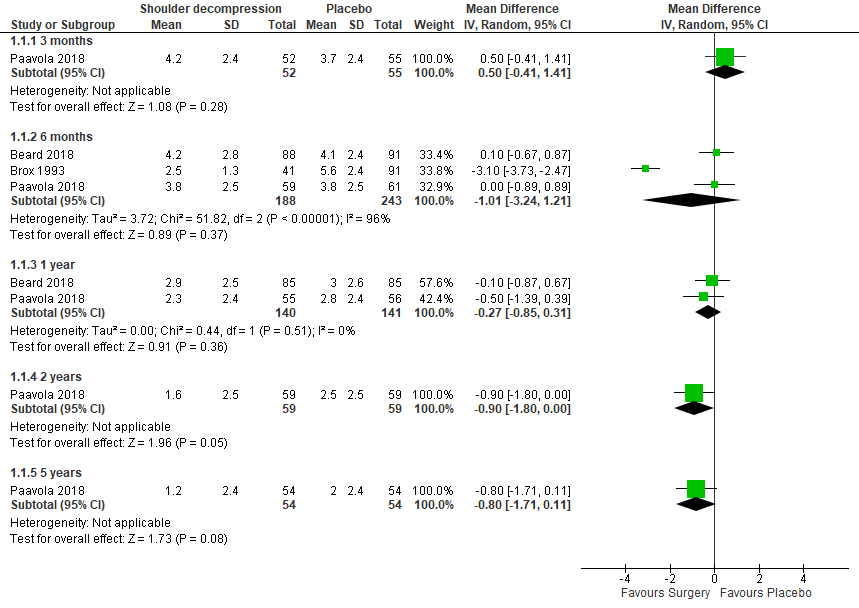 Shoulder decompression Placebo Mean Difference Mean Difference
Study or Subgroup Mean SD Total Mean SD Total Weight IV, Random, 95% CI IV, Random, 95% CI
1.1.1 3 months
Paavola 2018 4.2 2.4 52 3.7 2.4 55 100.0% 0.50 [-0.41, 1.41]
Subtotal (95% CI) 52 55 100.0% 0.50 [-0.41, 1.41]
Heterogeneity: Not applicable
Test for overall effect: Z = 1.08 (P = 0.28)
1.1.2 6 months
Beard 2018 4.2 2.8 88 4.1 2.4 91 33.4% 0.10 [-0.67, 0.87]
Brox 1993 2.5 1.3 41 5.6 2.4 91 33.8% -3.10 [-3.73, -2.47]
Paavola 2018 3.8 2.5 59 3.8 2.5 61 32.9% 0.00 [-0.89, 0.89]
Subtotal (95% CI) 188 243 100.0% -1.01 [-3.24, 1.21]
Heterogeneity: Tau² = 3.72; Chi² = 51.82, df = 2 (P < 0.00001); I² = 96%
Test for overall effect: Z = 0.89 (P = 0.37)
1.1.3 1 year
Beard 2018 2.9 2.5 85 3 2.6 85 57.6% -0.10 [-0.87, 0.67]
Paavola 2018 2.3 2.4 55 2.8 2.4 56 42.4% -0.50 [-1.39, 0.39]
Subtotal (95% CI) 140 141 100.0% -0.27 [-0.85, 0.31]
Heterogeneity: Tau² = 0.00; Chi² = 0.44, df = 1 (P = 0.51); I² = 0%
Test for overall effect: Z = 0.91 (P = 0.36)
1.1.4 2 years
Paavola 2018 1.6 2.5 59 2.5 2.5 59 100.0% -0.90 [-1.80, 0.00]
Subtotal (95% CI) 59 59 100.0% -0.90 [-1.80, 0.00]
Heterogeneity: Not applicable
Test for overall effect: Z = 1.96 (P = 0.05)
1.1.5 5 years
Paavola 2018 1.2 2.4 54 2 2.4 54 100.0% -0.80 [-1.71, 0.11]
Subtotal (95% CI) 54 54 100.0% -0.80 [-1.71, 0.11]
Heterogeneity: Not applicable
Test for overall effect: Z = 1.73 (P = 0.08)
-4 -2 0 2 4
Favours Surgery Favours Placebo